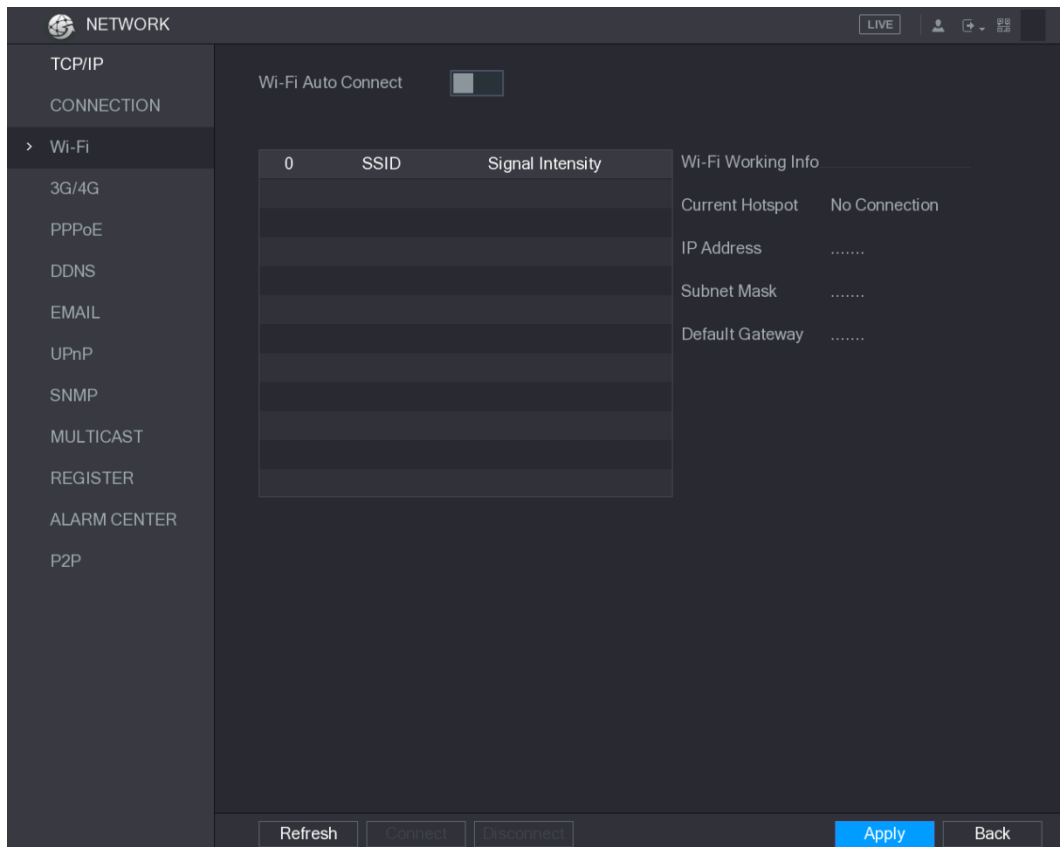 NETWORK
LIVE
TCP/IP
CONNECTION
> Wi-Fi
3G/4G
PPPoE
DDNS
EMAIL
UPnP
SNMP
MULTICAST
REGISTER
ALARM CENTER
P2P
Wi-Fi Auto Connect
0 SSID Signal Intensity
Wi-Fi Working Info
Current Hotspot No Connection
IP Address .......
Subnet Mask .......
Default Gateway .......
Refresh Connect Disconnect Apply Back